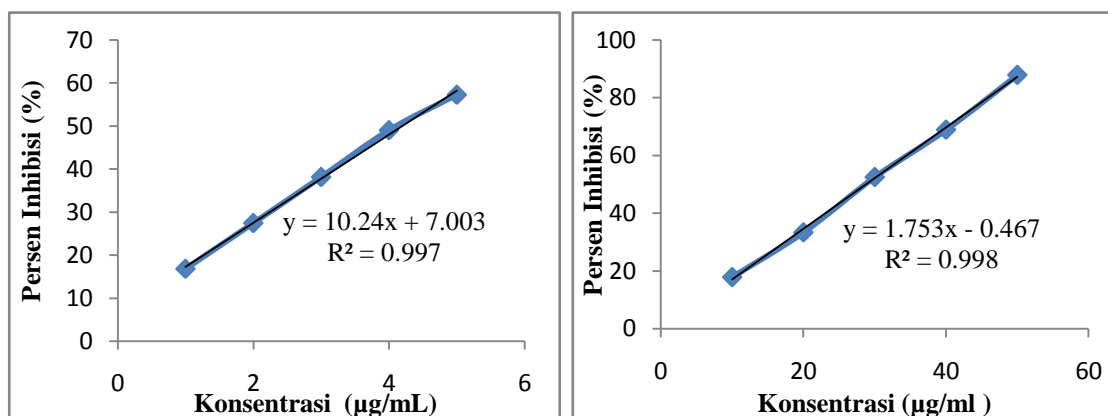 Persen Inhibisi (%)
70
60
50
40
30
20
10
0
y = 10.24x + 7.003
R² = 0.997
0 2 4 6
Konsentrasi (µg/mL)
Persen Inhibisi (%)
100
80
60
40
20
0
y = 1.753x - 0.467
R² = 0.998
0 20 40 60
Konsentrasi (µg/ml )